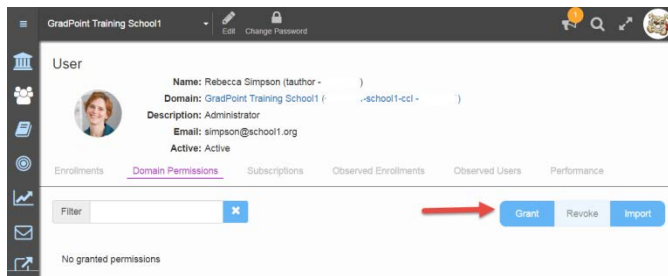 GradPoint Training School1
Edit Change Password
User
Name: Rebecca Simpson (tauthor - )
Domain: GradPoint Training School1 ( -school1-ccl - )
Description: Administrator
Email: simpson@school1.org
Active: Active
Enrollments Domain Permissions Subscriptions Observed Enrollments Observed Users Performance
Filter Grant Revoke Import
No granted permissions